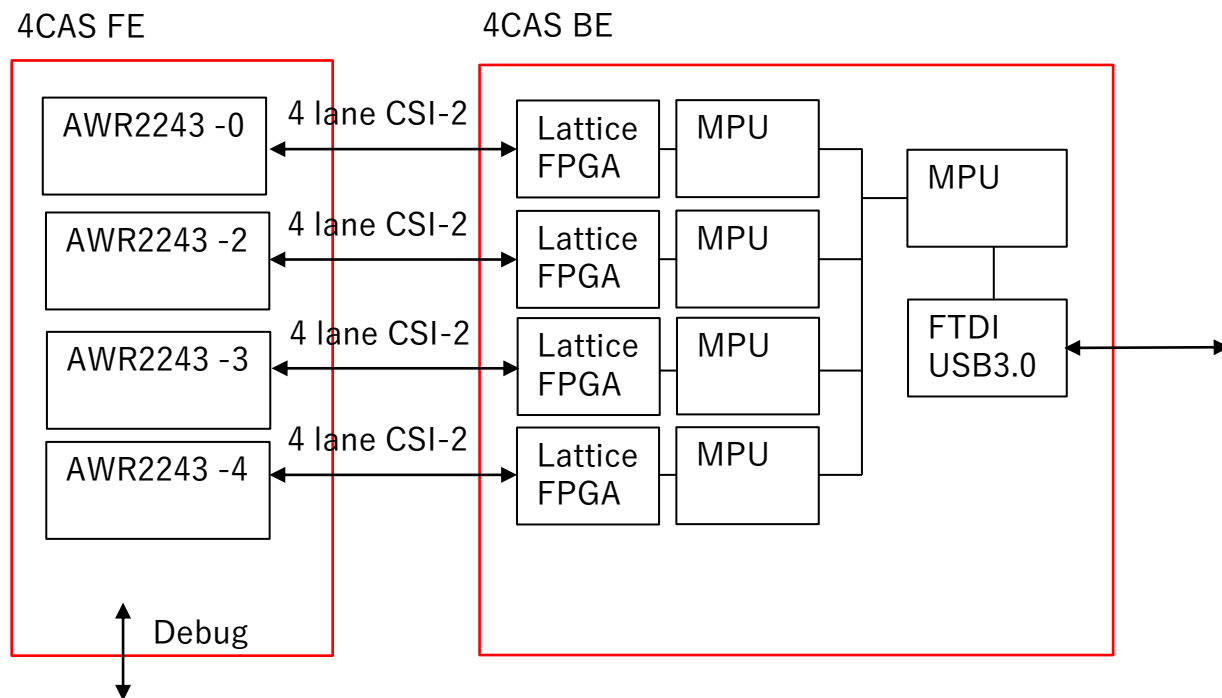 4CAS FE
4CAS BE
AWR2243 -0
4 lane CSI-2
Lattice
FPGA
MPU
MPU
AWR2243 -2
4 lane CSI-2
Lattice
FPGA
MPU
AWR2243 -3
4 lane CSI-2
Lattice
FPGA
MPU
FTDI
USB3.0
AWR2243 -4
4 lane CSI-2
Lattice
FPGA
MPU
Debug